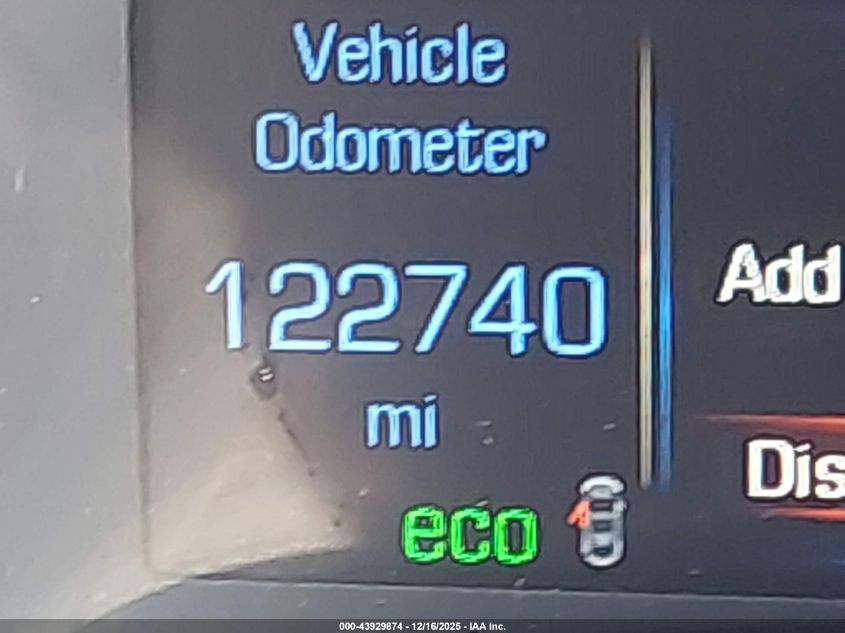 Vehicle
Odometer
122740
mi
eco
Add
Dis
000-43929874 - 12/16/2025 - IAA Inc.